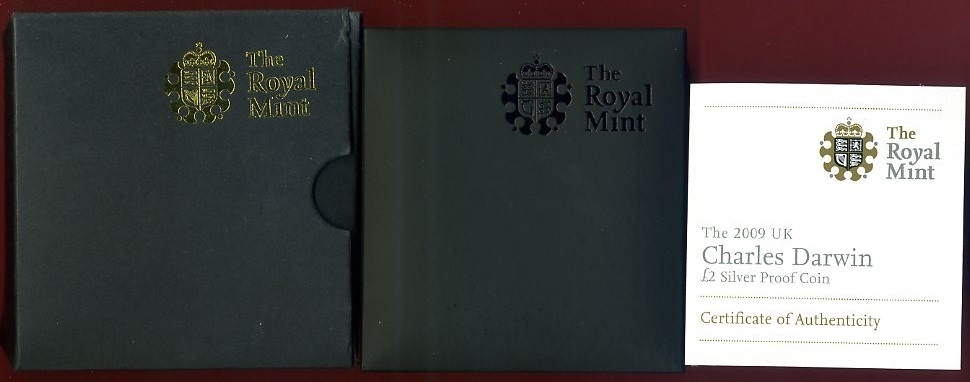 The
Royal
Mint
The
Royal
Mint
The
Royal
Mint
The 2009 UK
Charles Darwin
£2 Silver Proof Coin
Certificate of Authenticity